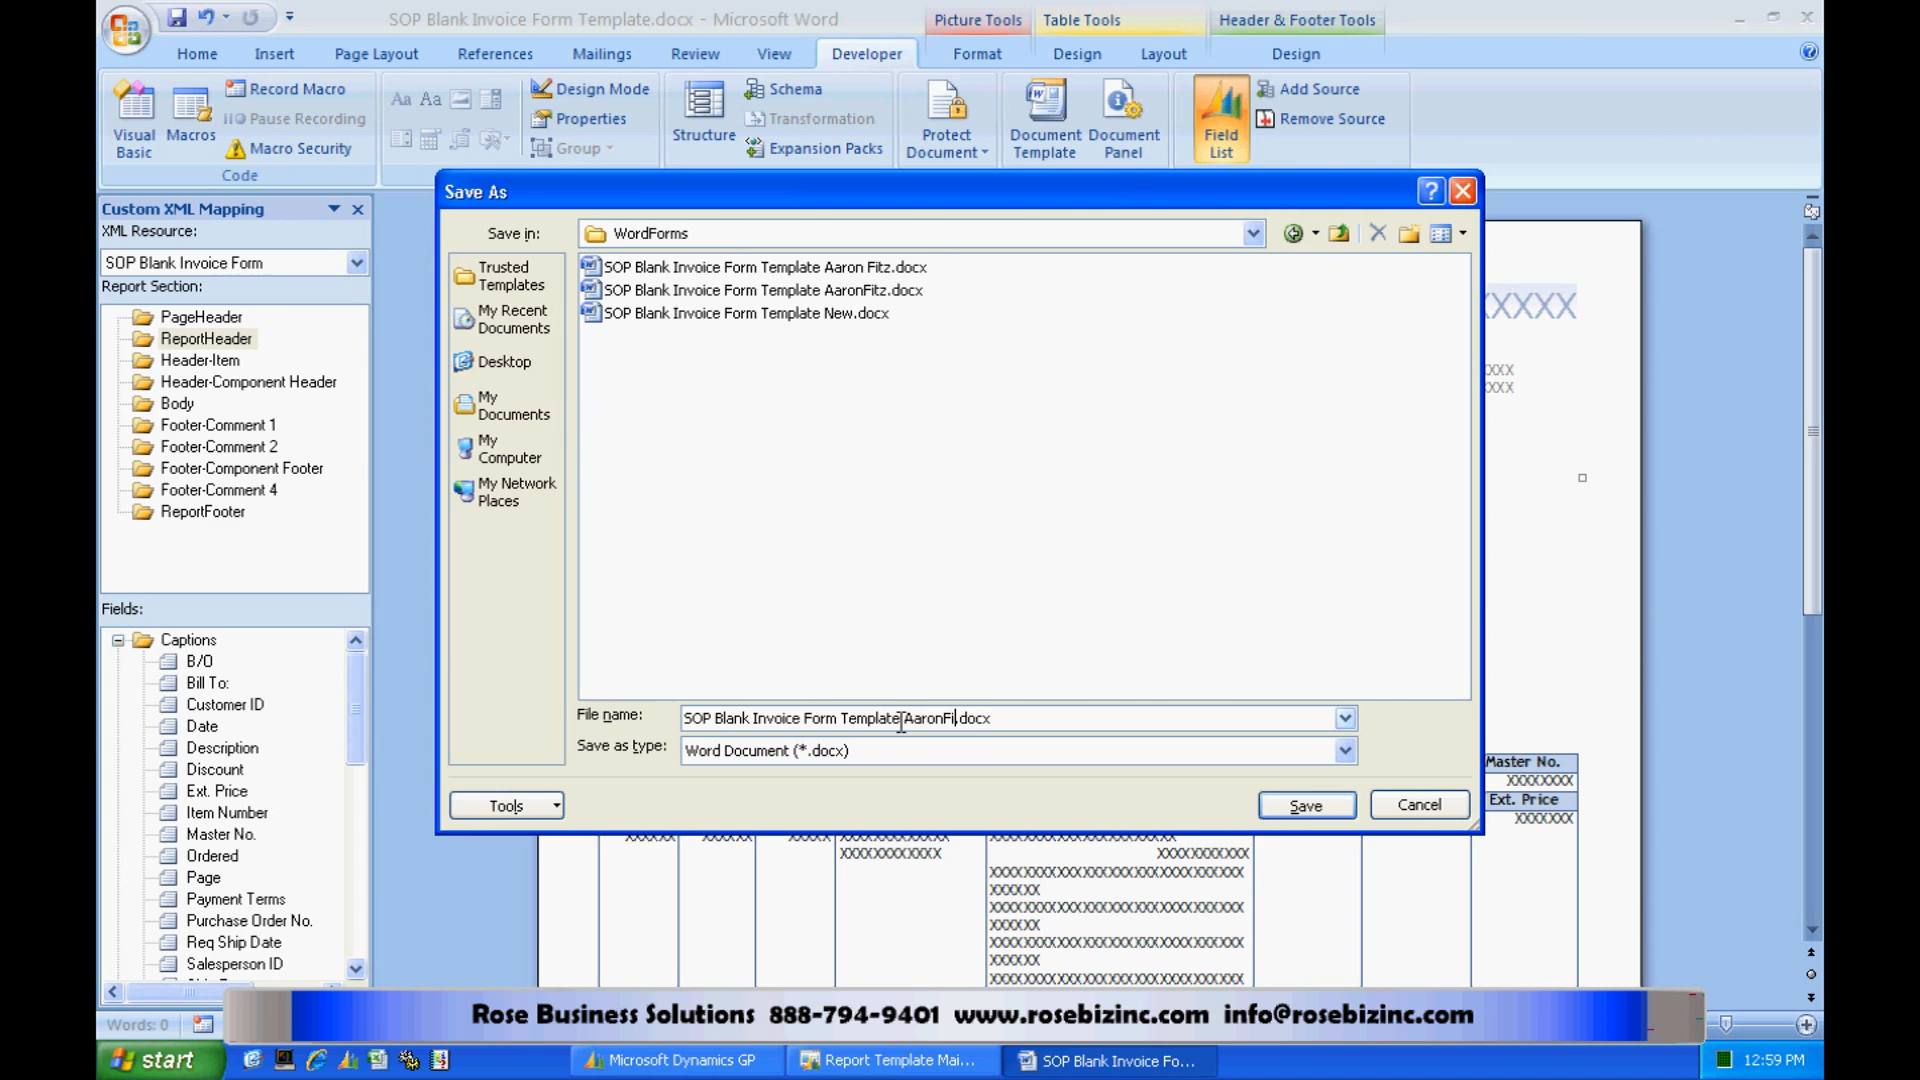 SOP Blank Invoice Form Template.docx - Microsoft Word
Picture Tools
Table Tools
Header & Footer Tools
Home
Insert
Page Layout
References
Mailings
Review
View
Developer
Format
Design
Layout
Design
Visual Basic
Macros
Record Macro
Pause Recording
Macro Security
Code
Aa Aa
Design Mode
Properties
Group
Structure
Schema
Transformation
Expansion Packs
Protect Document
Document Template
Document Panel
Field List
Add Source
Remove Source
Custom XML Mapping
XML Resource:
SOP Blank Invoice Form
Report Section:
PageHeader
ReportHeader
Header-Item
Header-Component Header
Body
Footer-Comment 1
Footer-Comment 2
Footer-Component Footer
Footer-Comment 4
ReportFooter
Fields:
Captions
B/O
Bill To:
Customer ID
Date
Description
Discount
Ext. Price
Item Number
Master No.
Ordered
Page
Payment Terms
Purchase Order No.
Req Ship Date
Salesperson ID
Save As
Save in:
WordForms
Trusted Templates
My Recent Documents
Desktop
My Documents
My Computer
My Network Places
SOP Blank Invoice Form Template Aaron Fitz.docx
SOP Blank Invoice Form Template AaronFitz.docx
SOP Blank Invoice Form Template New.docx
File name:
SOP Blank Invoice Form Template AaronFi.docx
Save as type:
Word Document (*.docx)
Tools
Save
Cancel
Master No.
XXXXXXXX
Ext. Price
XXXXXXX
XXXXXXXXXXXX
XXXXXXXXXXX
Words: 0
Rose Business Solutions 888-794-9401 www.rosebizinc.com info@rosebizinc.com
start
Microsoft Dynamics GP
Report Template Mai...
SOP Blank Invoice Fo...
12:59 PM